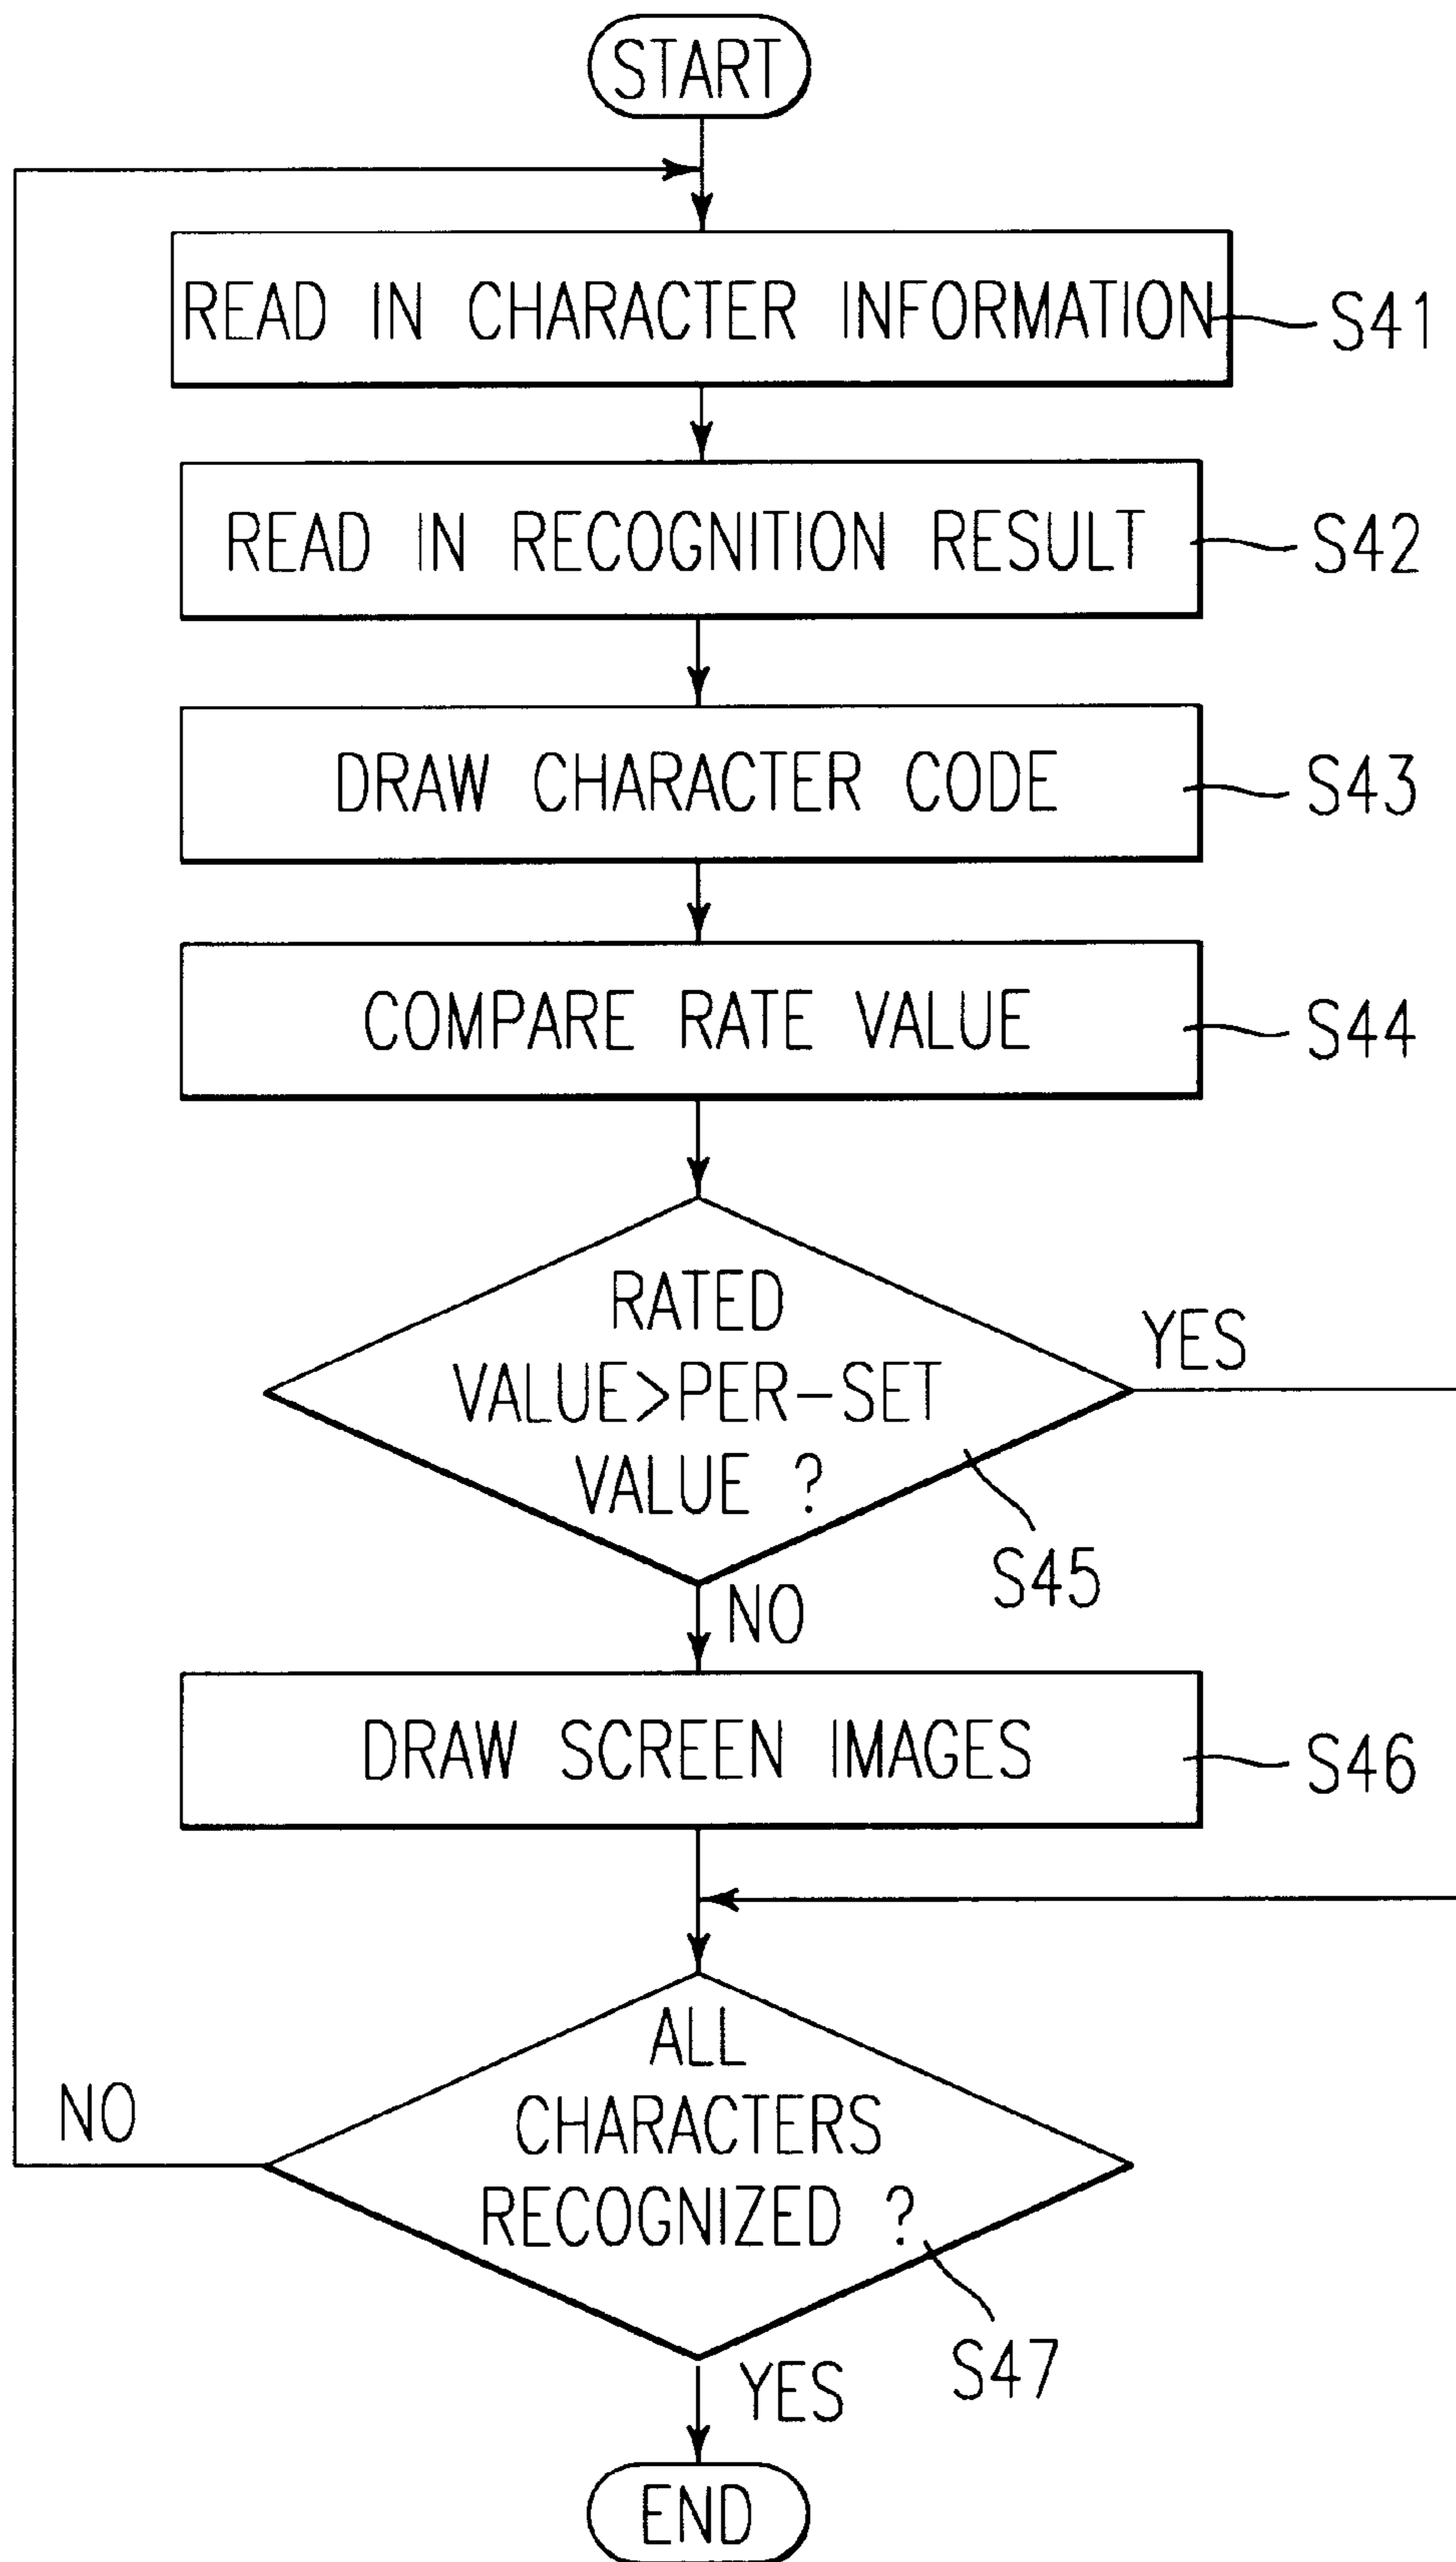 START
READ IN CHARACTER INFORMATION
S41
READ IN RECOGNITION RESULT
S42
DRAW CHARACTER CODE
S43
COMPARE RATE VALUE
S44
RATED
VALUE>PER-SET
VALUE ?
YES
S45
NO
DRAW SCREEN IMAGES
S46
ALL
CHARACTERS
RECOGNIZED ?
NO
S47
YES
END